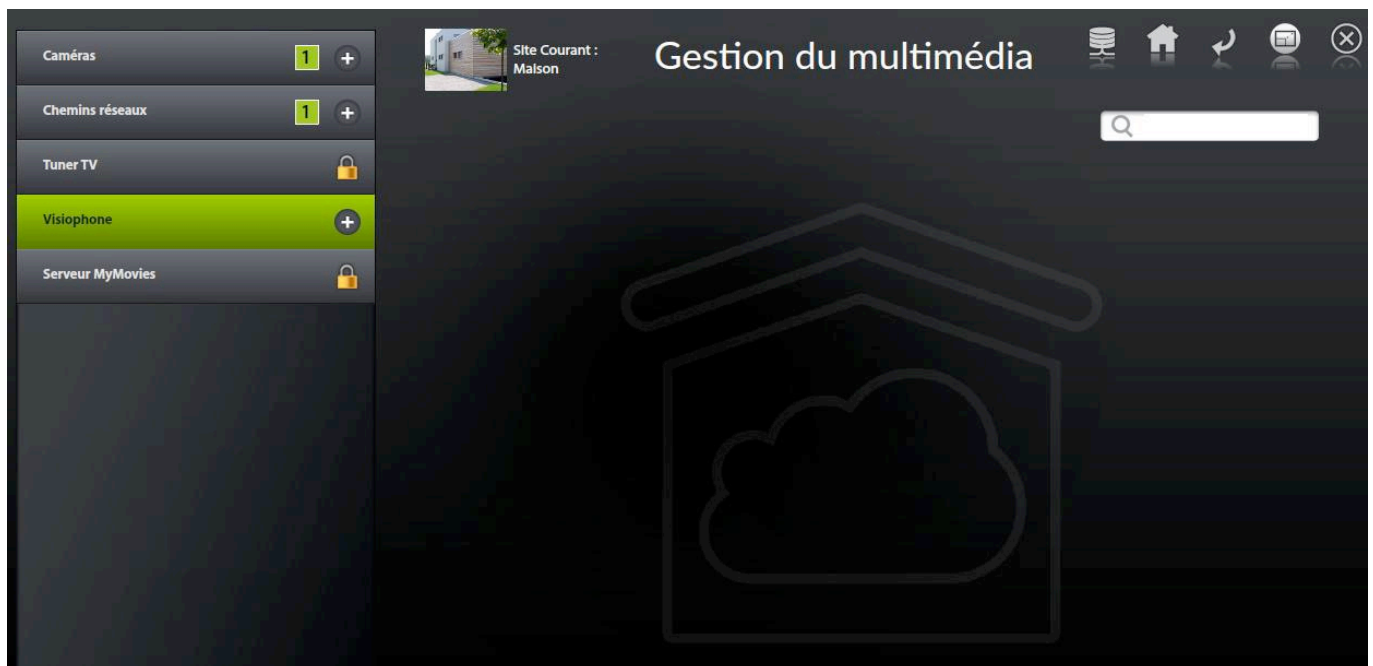 Caméras 1
Chemins réseaux 1
Tuner TV
Visiophone
Serveur MyMovies
Site Courant :
Maison
Gestion du multimédia